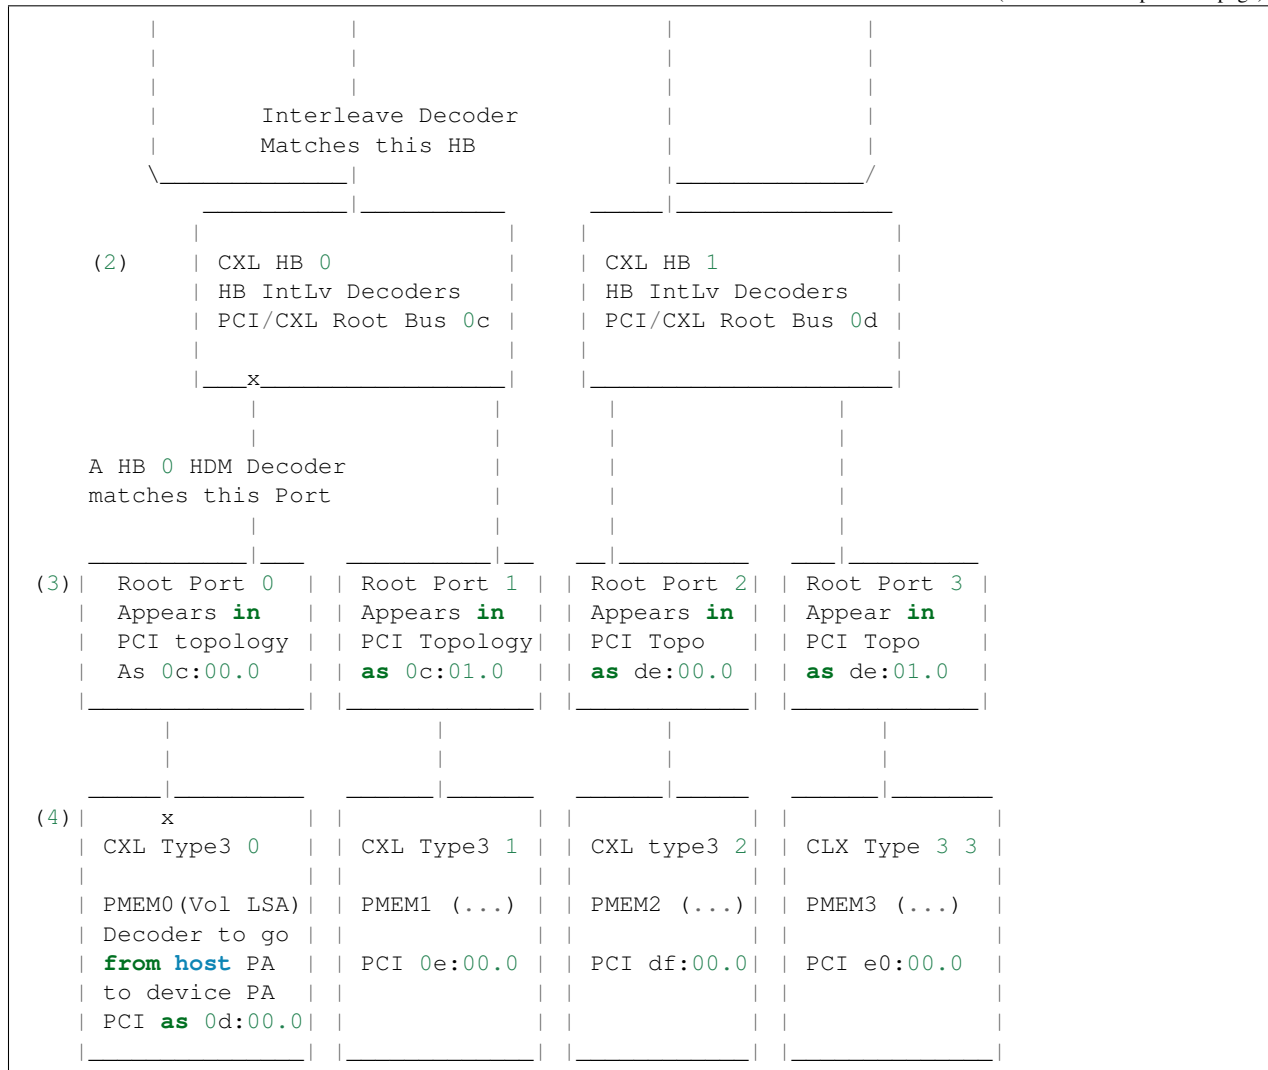 Interleave Decoder
Matches this HB
(2) CXL HB 0 CXL HB 1
HB IntLv Decoders HB IntLv Decoders
PCI/CXL Root Bus 0c PCI/CXL Root Bus 0d
x
A HB 0 HDM Decoder
matches this Port
(3) Root Port 0 Root Port 1 Root Port 2 Root Port 3
Appears in Appears in Appears in Appear in
PCI topology PCI Topology PCI Topo PCI Topo
As 0c:00.0 as 0c:01.0 as de:00.0 as de:01.0
(4) x
CXL Type3 0 CXL Type3 1 CXL type3 2 CLX Type 3 3
PMEM0(Vol LSA) PMEM1 (...) PMEM2 (...) PMEM3 (...)
Decoder to go
from host PA PCI 0e:00.0 PCI df:00.0 PCI e0:00.0
to device PA
PCI as 0d:00.0